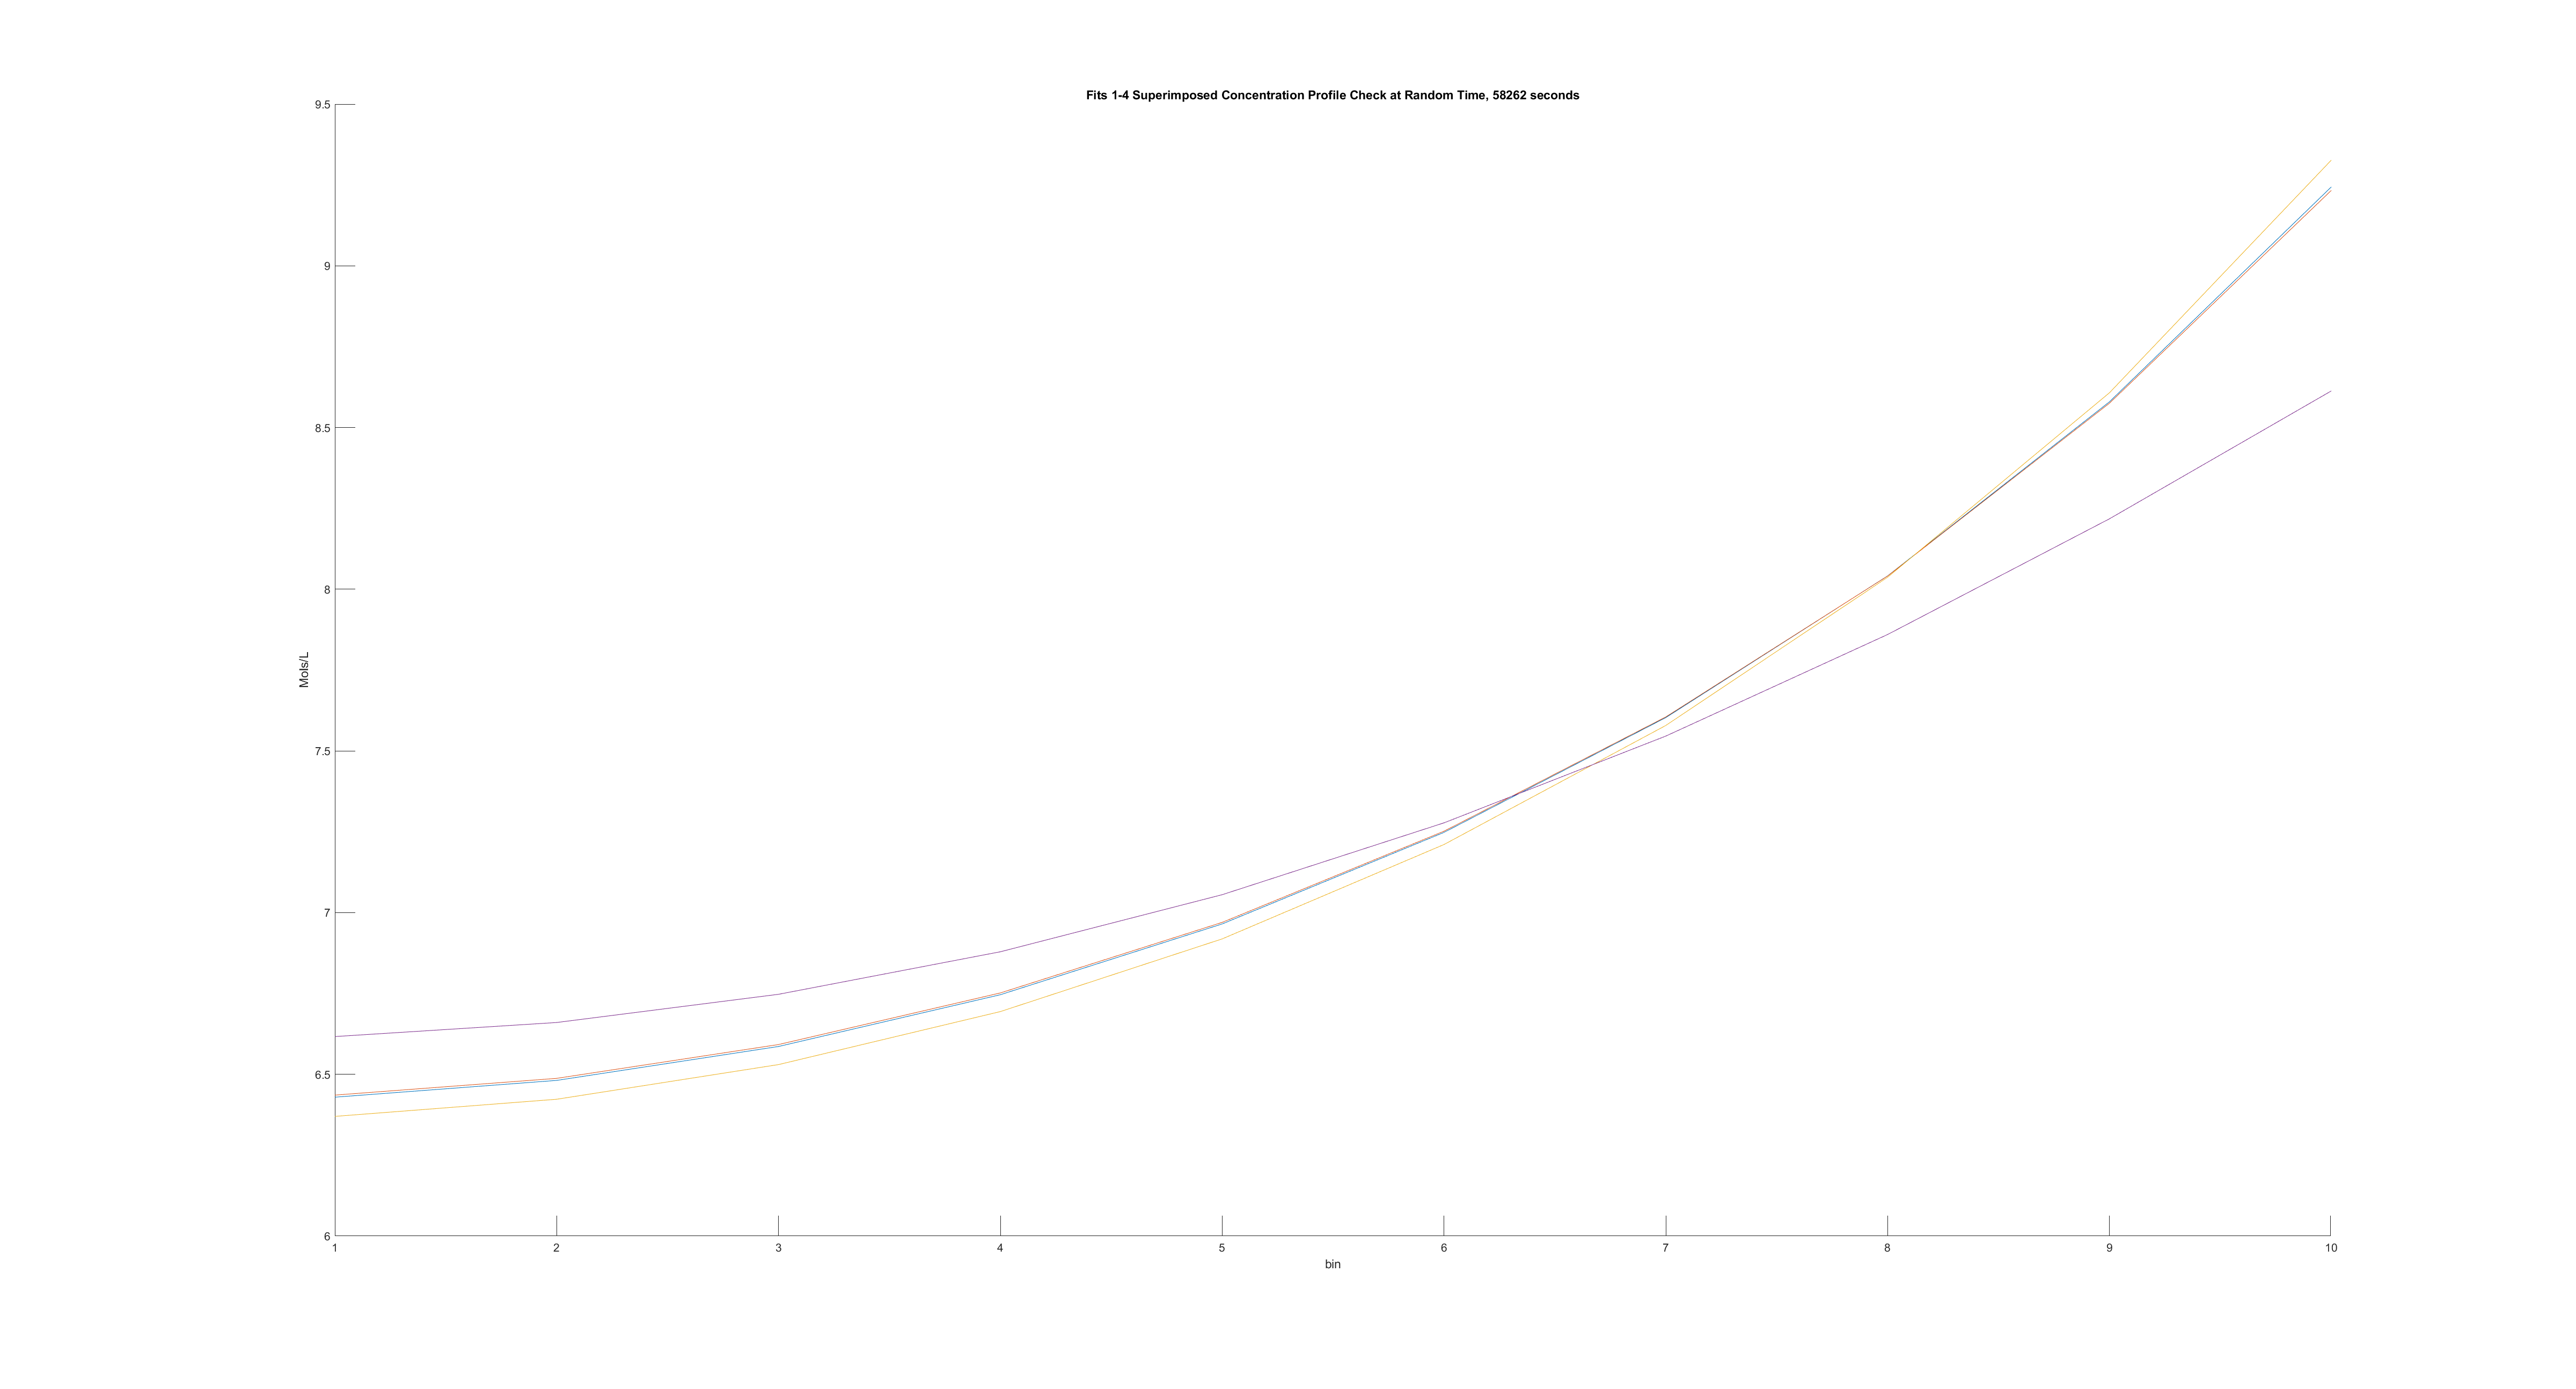 Fits 1-4 Superimposed Concentration Profile Check at Random Time, 58262 seconds
9.5
9
8.5
8
7.5
7
6.5
6
Mols/L
1 2 3 4 5 6 7 8 9 10
bin